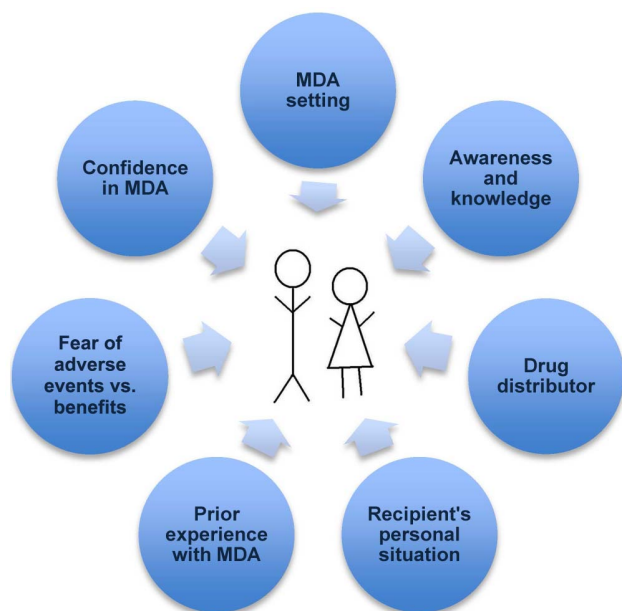 MDA
setting
Awareness
and
knowledge
Drug
distributor
Recipient's
personal
situation
Prior
experience
with MDA
Fear of
adverse
events vs.
benefits
Confidence
in MDA